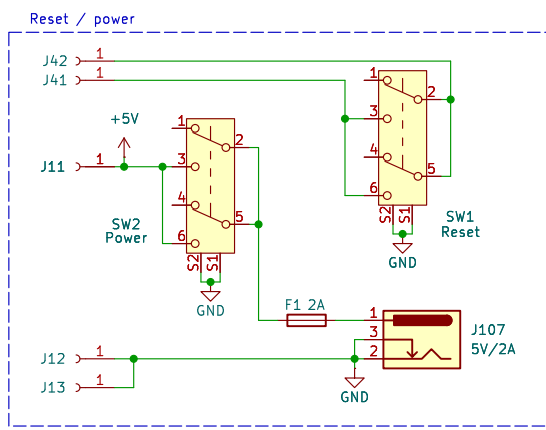 Reset / power
J42 1
J41 1
1
2
3
4
5
6
S2 S1
SW1
Reset
GND
+5V
J11 1
1
2
3
4
5
6
S2 S1
SW2
Power
GND
F1 2A
1
3
2
J107
5V/2A
J12 1
J13 1
GND